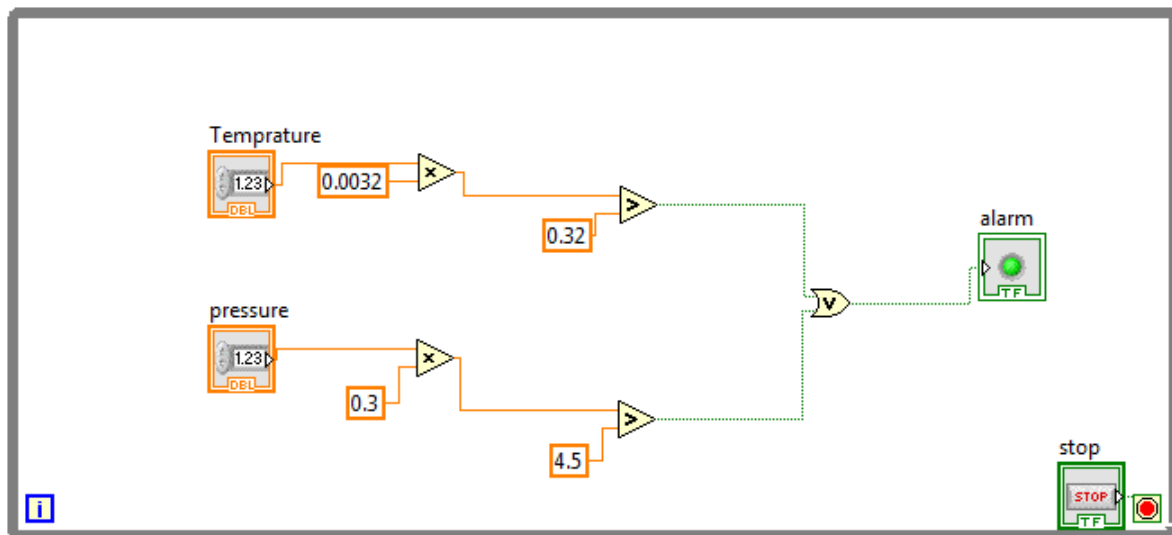 Temprature
1.23
DBL
0.0032
×
>
0.32
pressure
1.23
DBL
×
0.3
>
4.5
V
alarm
TF
stop
STOP
TF
i